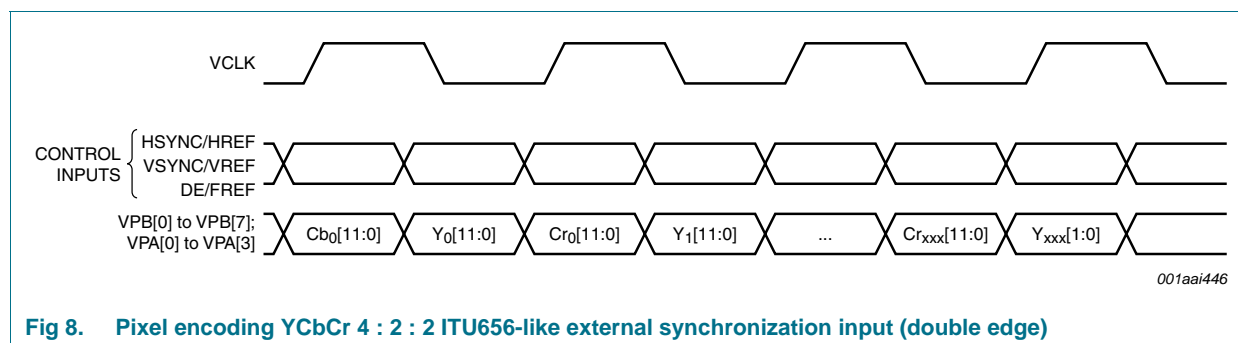 VCLK
CONTROL
INPUTS
HSYNC/HREF
VSYNC/VREF
DE/FREF
VPB[0] to VPB[7];
VPA[0] to VPA[3]
Cb0[11:0] Y0[11:0] Cr0[11:0] Y1[11:0] ... Crxxx[11:0] Yxxx[1:0]
001aai446
Fig 8. Pixel encoding YCbCr 4 : 2 : 2 ITU656-like external synchronization input (double edge)